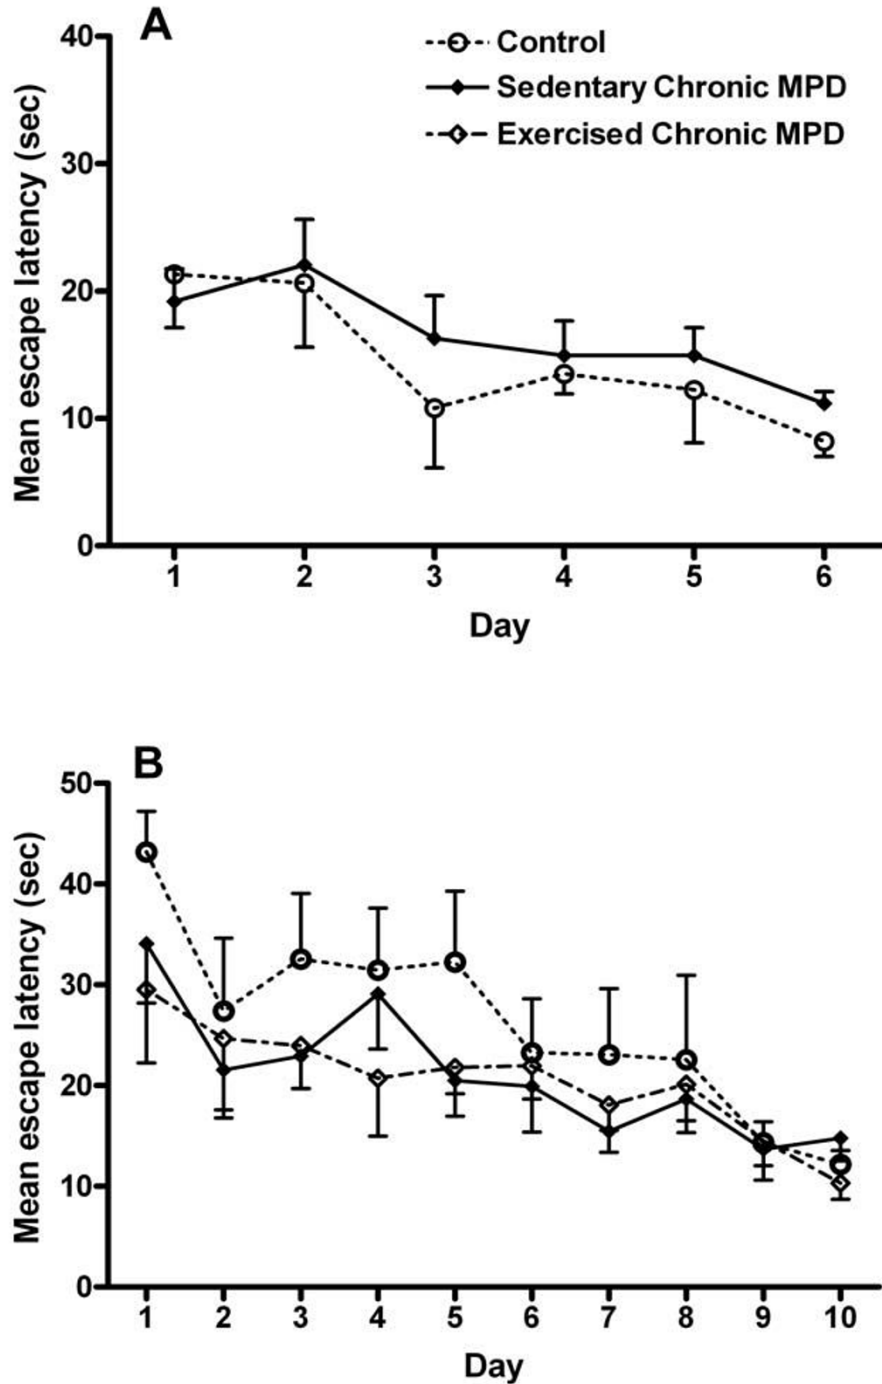 A
Control
Sedentary Chronic MPD
Exercised Chronic MPD
Mean escape latency (sec)
40
30
20
10
0
1 2 3 4 5 6
Day
B
Mean escape latency (sec)
50
40
30
20
10
0
1 2 3 4 5 6 7 8 9 10
Day